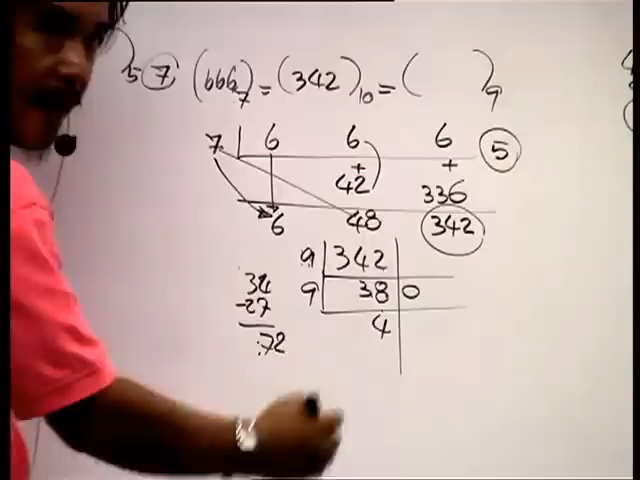 )5 7 (666)7 = (342)10 = ( )9
7 6 6 6 5
+ +
42 336
6 48 342
9 342
34 9 38 0
-27 4
72